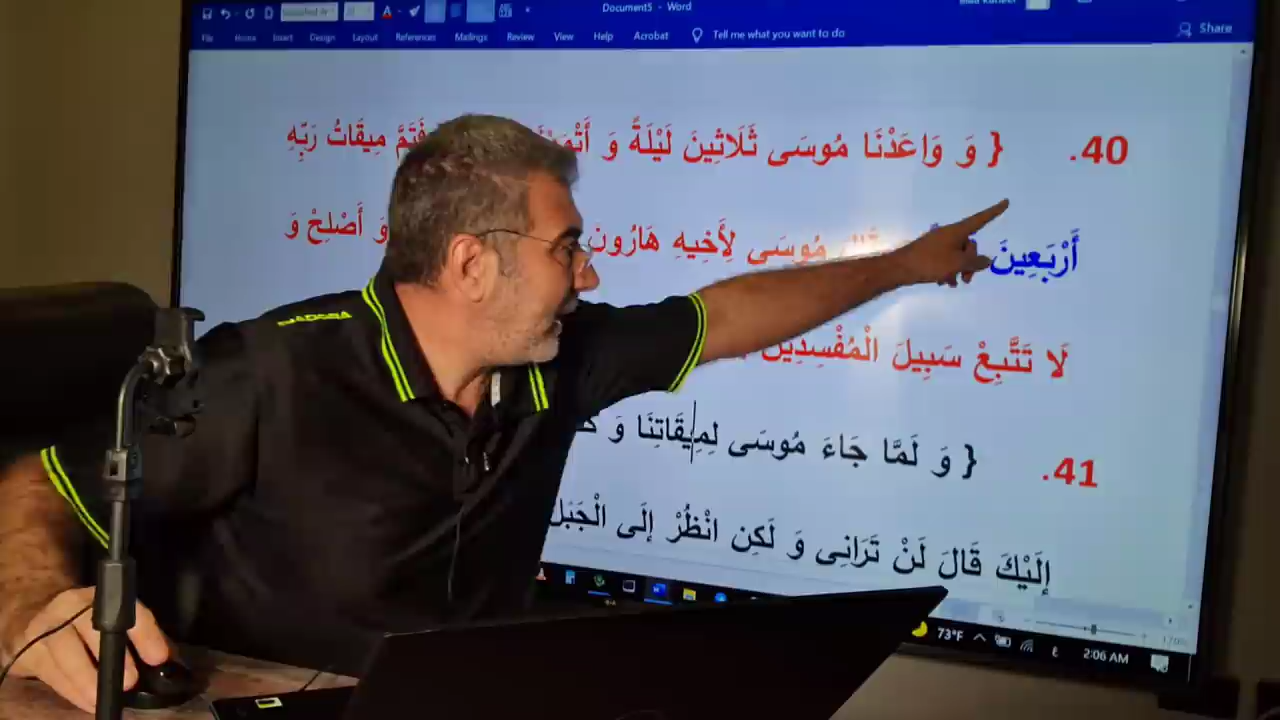 Document5 - Word
File Home Insert Design Layout References Mailings Review View Help Acrobat Tell me what you want to do Share
40. { وَ وَاعَدْنَا مُوسَى ثَلَاثِينَ لَيْلَةً وَ فَتَمَّ مِيقَاتُ رَبِّهِ
أَرْبَعِينَ مُوسَى لِأَخِيهِ هَارُونَ وَ أَصْلِحْ وَ
لَا تَتَّبِعْ سَبِيلَ الْمُفْسِدِينَ
41. { وَ لَمَّا جَاءَ مُوسَى لِمِيقَاتِنَا وَ
إِلَيْكَ قَالَ لَنْ تَرَانِى وَ لَكِن انْظُرْ إِلَى الْجَبَلِ
DIADORA
73°F ع 2:06 AM
170%